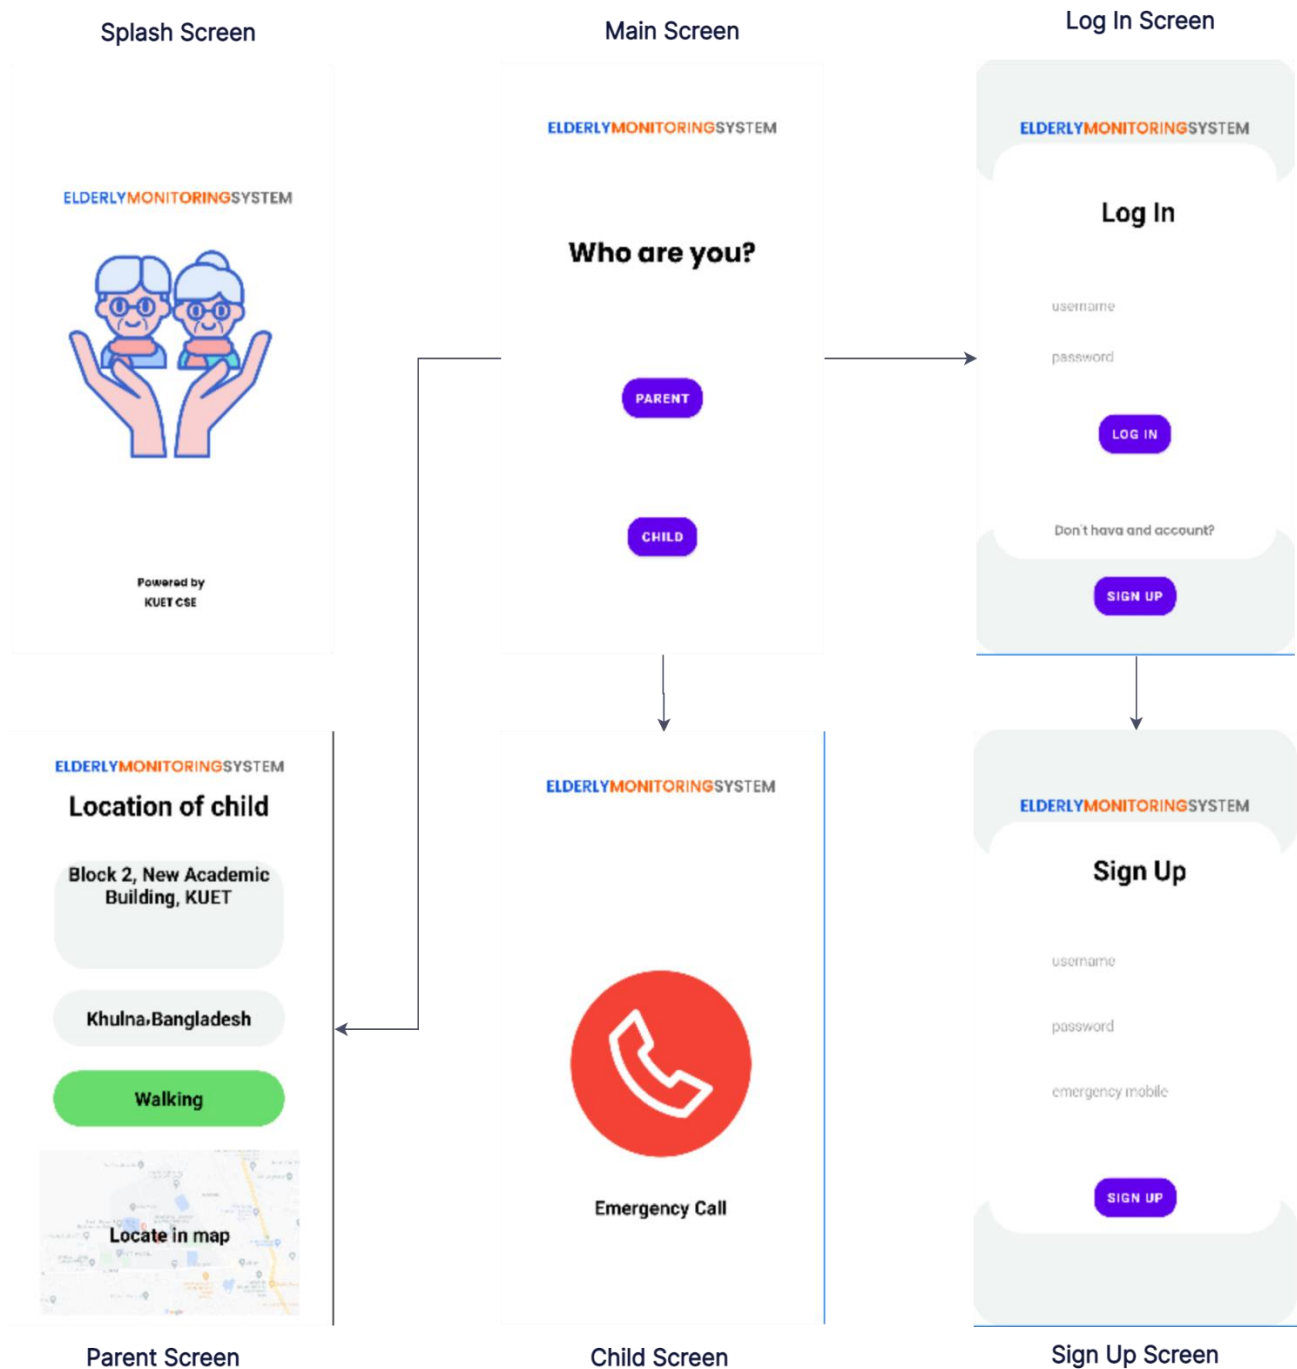 Splash Screen
ELDERLYMONITORINGSYSTEM
Powered by
KUET CSE
Main Screen
ELDERLYMONITORINGSYSTEM
Who are you?
PARENT
CHILD
Log In Screen
ELDERLYMONITORINGSYSTEM
Log In
username
password
LOG IN
Don't hava and account?
SIGN UP
ELDERLYMONITORINGSYSTEM
Location of child
Block 2, New Academic
Building, KUET
Khulna,Bangladesh
Walking
Locate in map
Google
Parent Screen
ELDERLYMONITORINGSYSTEM
Emergency Call
Child Screen
ELDERLYMONITORINGSYSTEM
Sign Up
username
password
emergency mobile
SIGN UP
Sign Up Screen